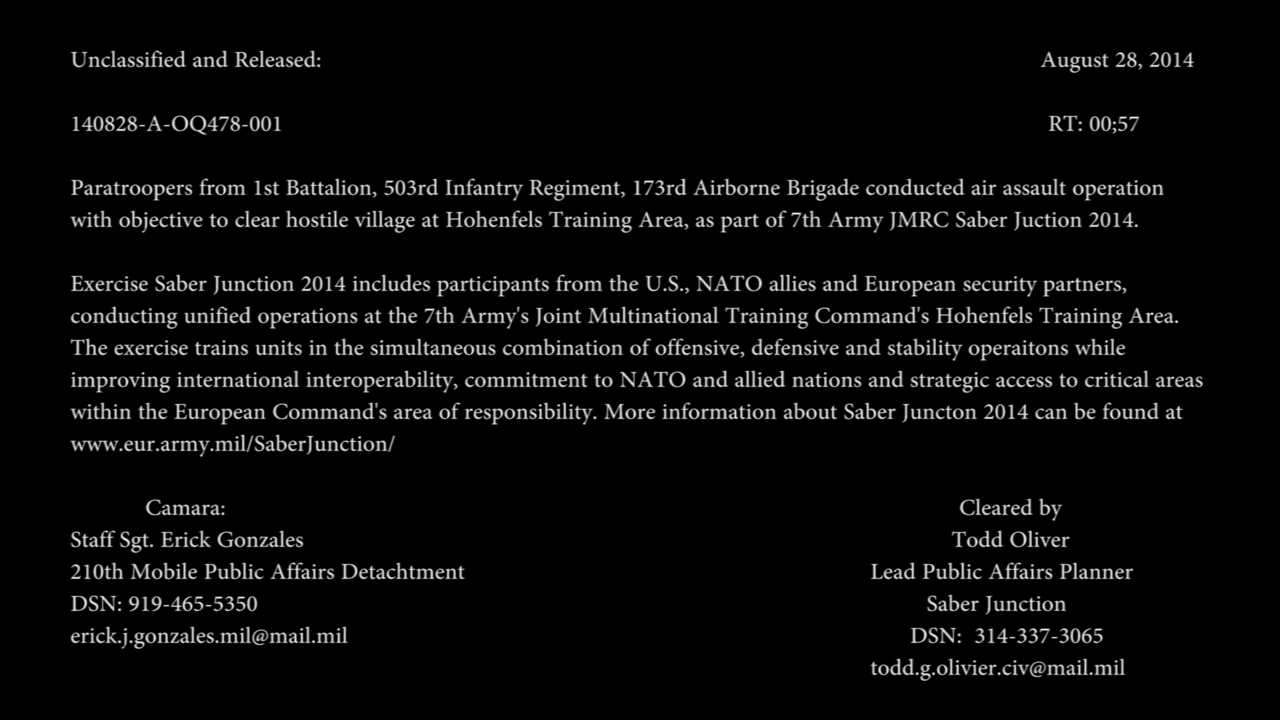 Unclassified and Released: August 28, 2014
140828-A-OQ478-001 RT: 00;57
Paratroopers from 1st Battalion, 503rd Infantry Regiment, 173rd Airborne Brigade conducted air assault operation
with objective to clear hostile village at Hohenfels Training Area, as part of 7th Army JMRC Saber Juction 2014.
Exercise Saber Junction 2014 includes participants from the U.S., NATO allies and European security partners,
conducting unified operations at the 7th Army's Joint Multinational Training Command's Hohenfels Training Area.
The exercise trains units in the simultaneous combination of offensive, defensive and stability operaitons while
improving international interoperability, commitment to NATO and allied nations and strategic access to critical areas
within the European Command's area of responsibility. More information about Saber Juncton 2014 can be found at
www.eur.army.mil/SaberJunction/
Camara:
Staff Sgt. Erick Gonzales
210th Mobile Public Affairs Detachtment
DSN: 919-465-5350
erick.j.gonzales.mil@mail.mil
Cleared by
Todd Oliver
Lead Public Affairs Planner
Saber Junction
DSN: 314-337-3065
todd.g.olivier.civ@mail.mil